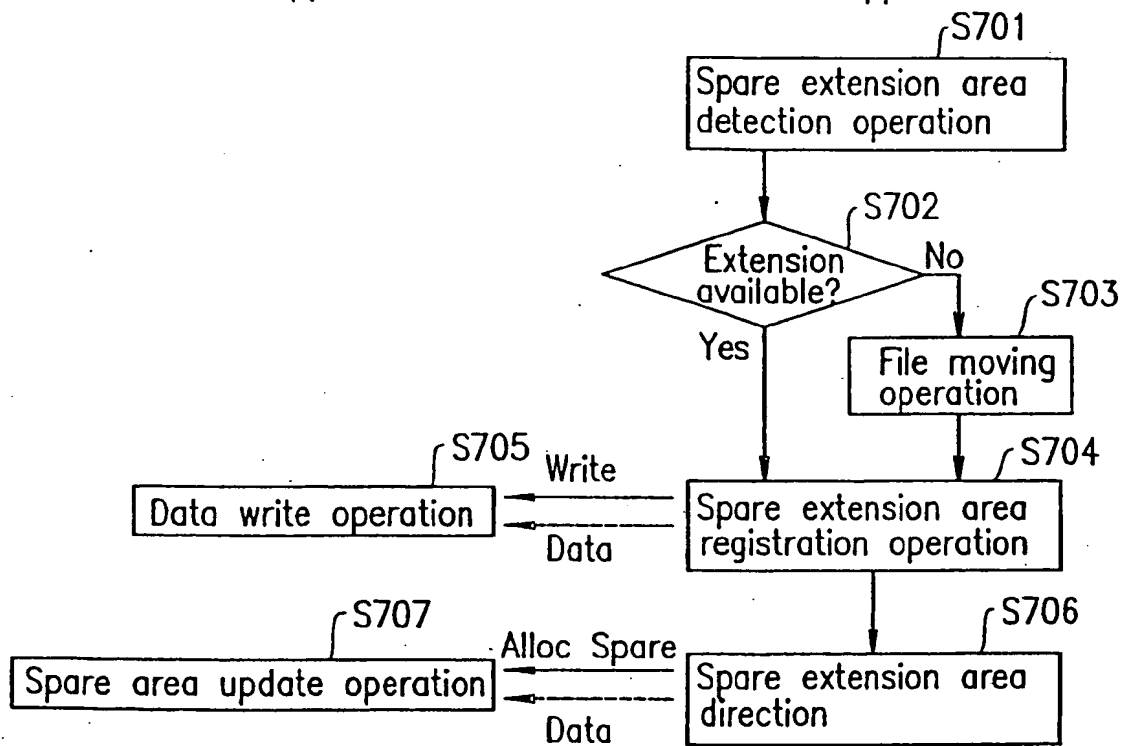 S701
Spare extension area
detection operation
S702
Extension
available?
No
Yes
S703
File moving
operation
S705
Write
S704
Data write operation
Data
Spare extension area
registration operation
S707
Alloc Spare
S706
Spare area update operation
Data
Spare extension area
direction